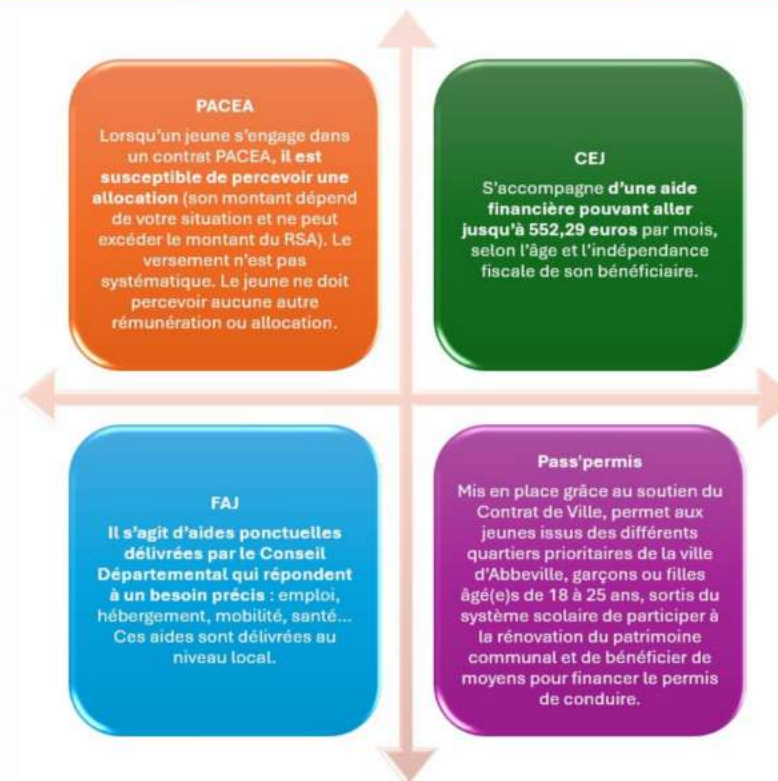 PACEA
Lorsqu'un jeune s'engage dans
un contrat PACEA, il est
susceptible de percevoir une
allocation (son montant dépend
de votre situation et ne peut
excéder le montant du RSA). Le
versement n'est pas
systématique. Le jeune ne doit
percevoir aucune autre
rémunération ou allocation.
CEJ
S'accompagne d'une aide
financière pouvant aller
jusqu'à 552,29 euros par mois,
selon l'âge et l'indépendance
fiscale de son bénéficiaire.
FAJ
Il s'agit d'aides ponctuelles
délivrées par le Conseil
Départemental qui répondent
à un besoin précis : emploi,
hébergement, mobilité, santé...
Ces aides sont délivrées au
niveau local.
Pass'permis
Mis en place grâce au soutien du
Contrat de Ville, permet aux
jeunes issus des différents
quartiers prioritaires de la ville
d'Abbeville, garçons ou filles
âgé(e)s de 18 à 25 ans, sortis du
système scolaire de participer à
la rénovation du patrimoine
communal et de bénéficier de
moyens pour financer le permis
de conduire.